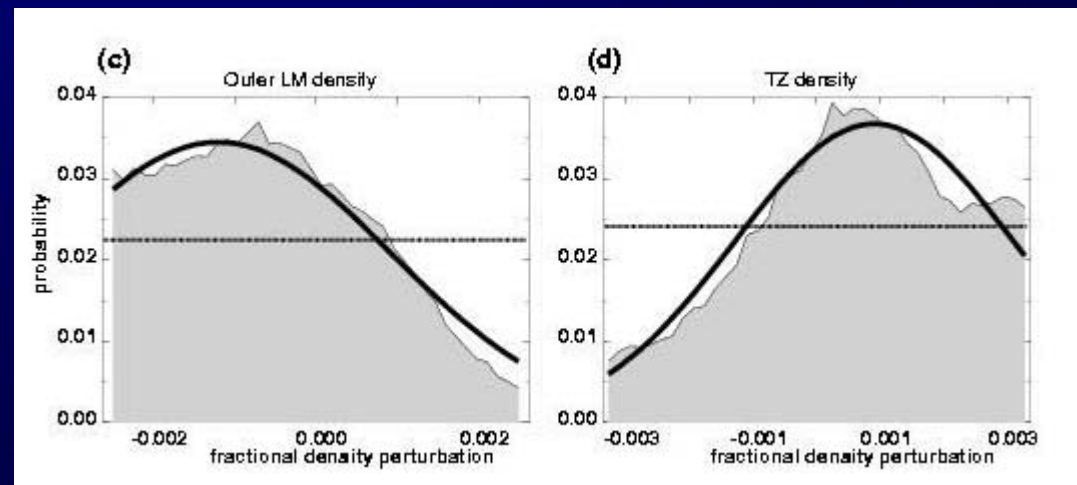 (c)
Outer LM density
0.04
0.03
0.02
0.01
0.00
probability
-0.002 0.000 0.002
fractional density perturbation
(d)
TZ density
0.04
0.03
0.02
0.01
0.00
-0.003 -0.001 0.001 0.003
fractional density perturbation